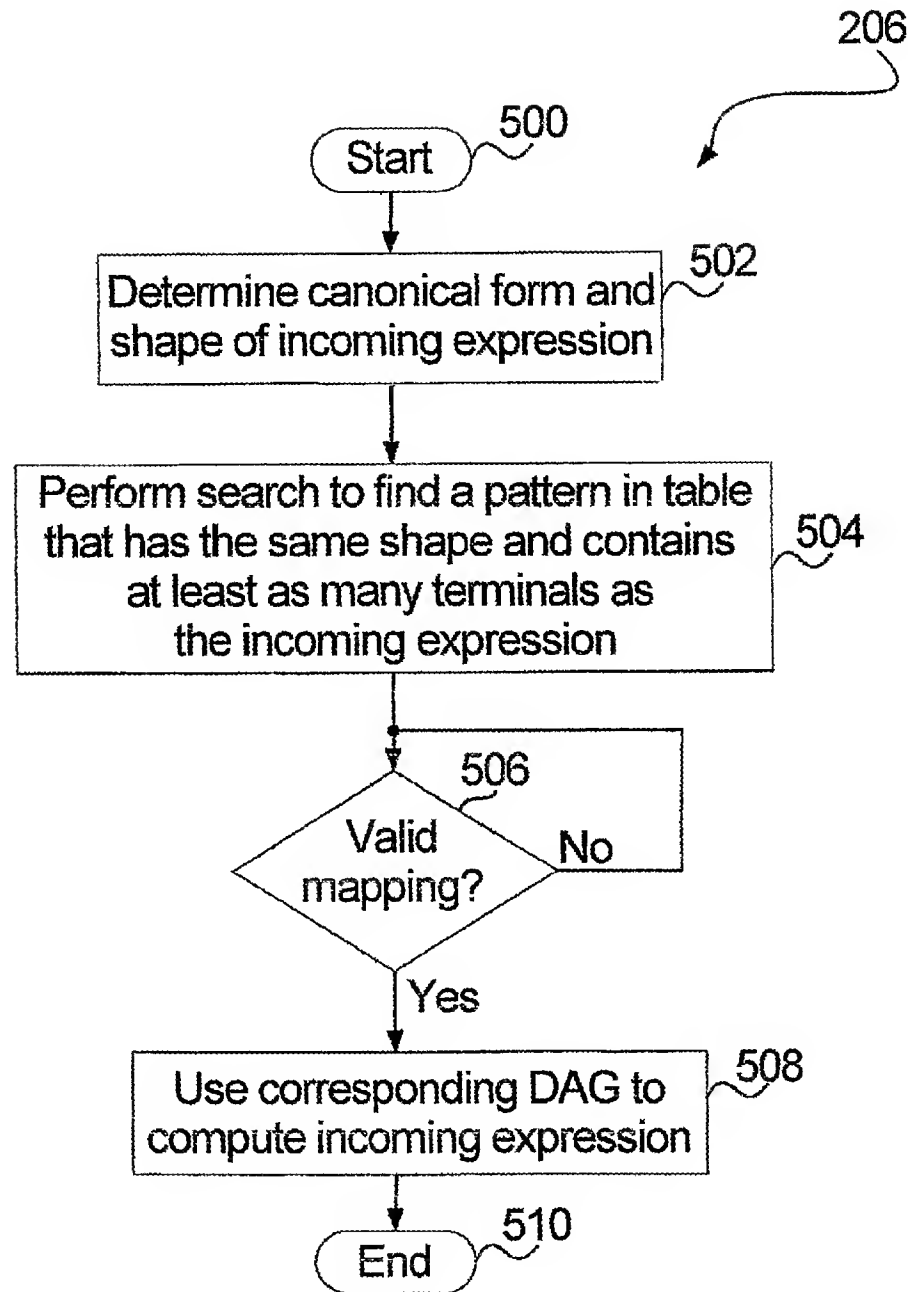 206
Start
500
Determine canonical form and
shape of incoming expression
502
Perform search to find a pattern in table
that has the same shape and contains
at least as many terminals as
the incoming expression
504
506
Valid
mapping?
No
Yes
Use corresponding DAG to
compute incoming expression
508
End
510